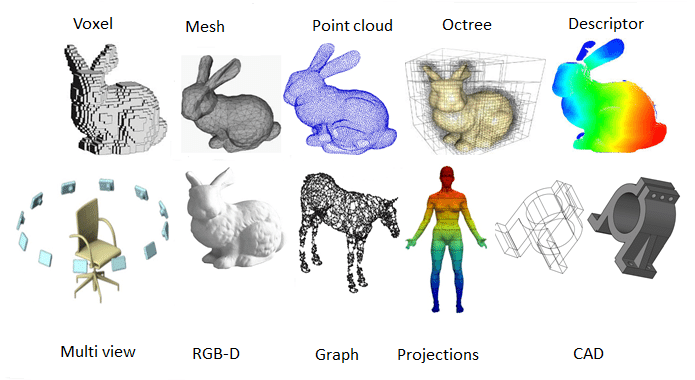 Voxel
Mesh
Point cloud
Octree
Descriptor
Multi view
RGB-D
Graph
Projections
CAD